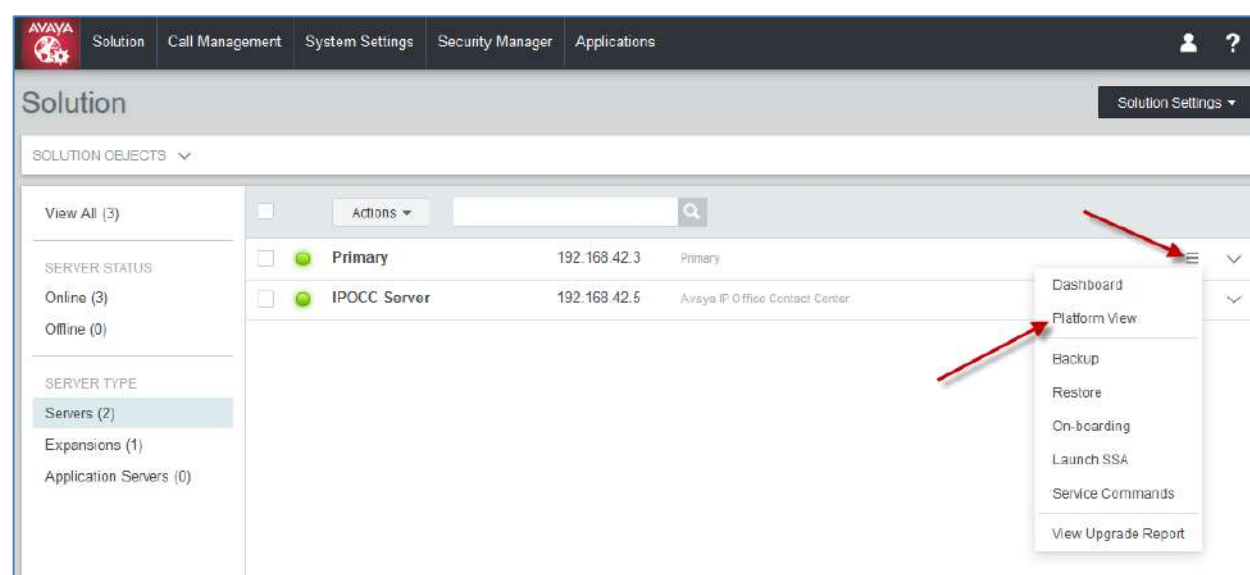 AVAYA
Solution Call Management System Settings Security Manager Applications ?
Solution
Solution Settings
SOLUTION OBJECTS
View All (3)
Actions
SERVER STATUS
Online (3)
Offline (0)
SERVER TYPE
Servers (2)
Expansions (1)
Application Servers (0)
Primary 192.168.42.3 Primary
IPOCC Server 192.168.42.5 Avaya IP Office Contact Center
Dashboard
Platform View
Backup
Restore
On-boarding
Launch SSA
Service Commands
View Upgrade Report